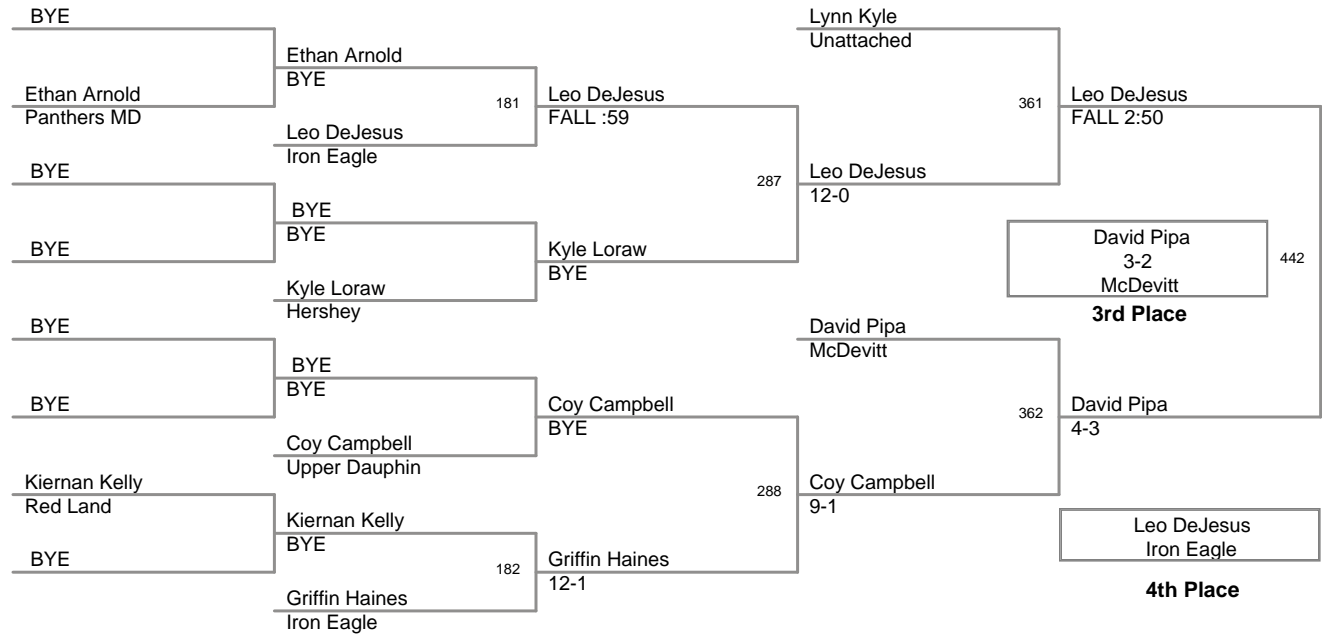 BYE
Ethan Arnold
Panthers MD
BYE
BYE
BYE
BYE
Kiernan Kelly
Red Land
BYE
Ethan Arnold
BYE
181
Leo DeJesus
Iron Eagle
BYE
BYE
Kyle Loraw
Hershey
BYE
BYE
Coy Campbell
Upper Dauphin
Kiernan Kelly
BYE
182
Griffin Haines
Iron Eagle
Leo DeJesus
FALL :59
287
Kyle Loraw
BYE
Coy Campbell
BYE
288
Griffin Haines
12-1
Lynn Kyle
Unattached
361
Leo DeJesus
12-0
David Pipa
McDevitt
362
Coy Campbell
9-1
Leo DeJesus
FALL 2:50
David Pipa
3-2
McDevitt
442
3rd Place
David Pipa
4-3
Leo DeJesus
Iron Eagle
4th Place